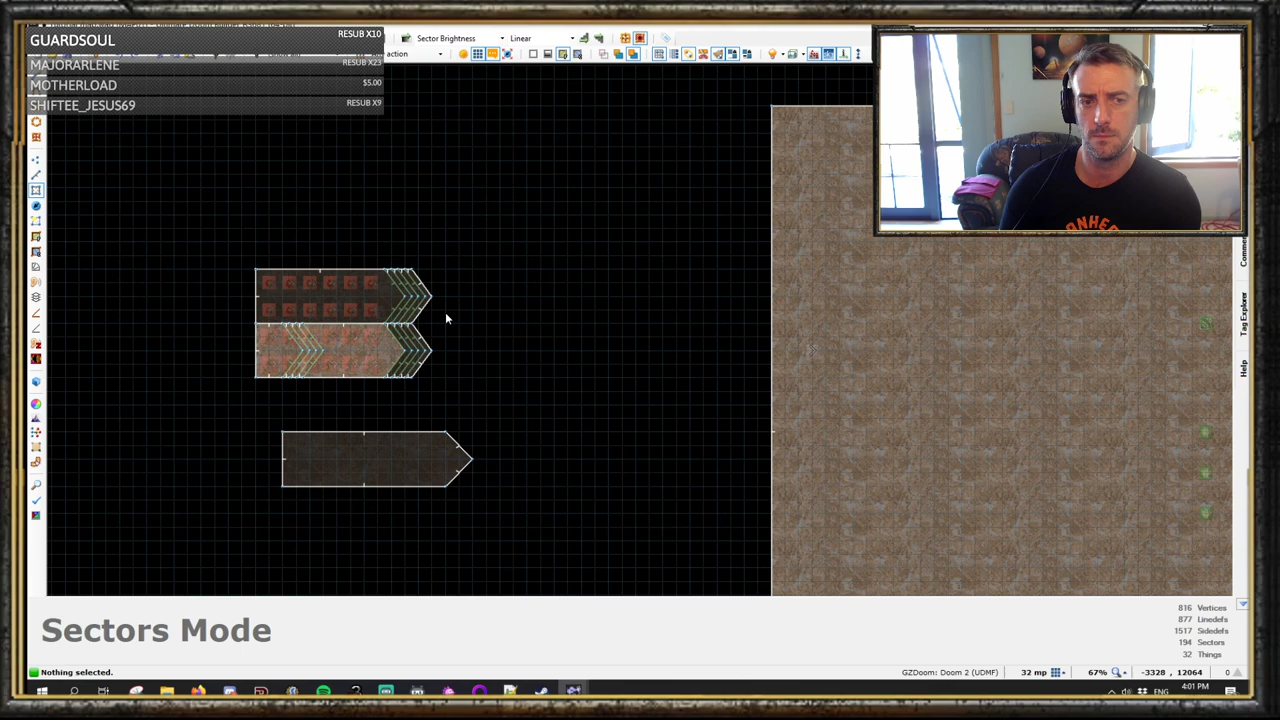 GUARDSOUL RESUB X10
MAJORARLENE RESUB X23
MOTHERLOAD $5.00
SHIFTEE_JESUS69 RESUB X9
Sector Brightness
Linear
action
Tag Explorer
Help
816 Vertices
877 Linedefs
1517 Sidedefs
194 Sectors
32 Things
Sectors Mode
Nothing selected.
GZDoom: Doom 2 (UDMF)
32 mp
67%
-3328 , 12064
0
ENG
4:01 PM